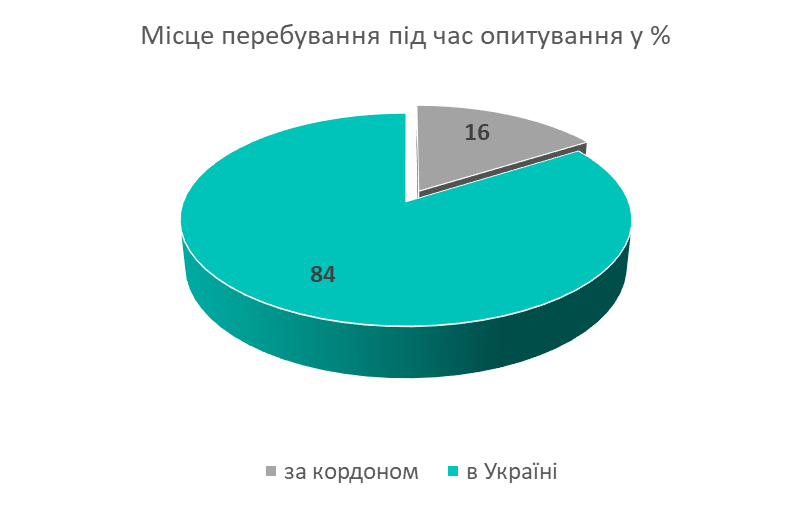 Місце перебування під час опитування у %
16
84
за кордоном
в Україні